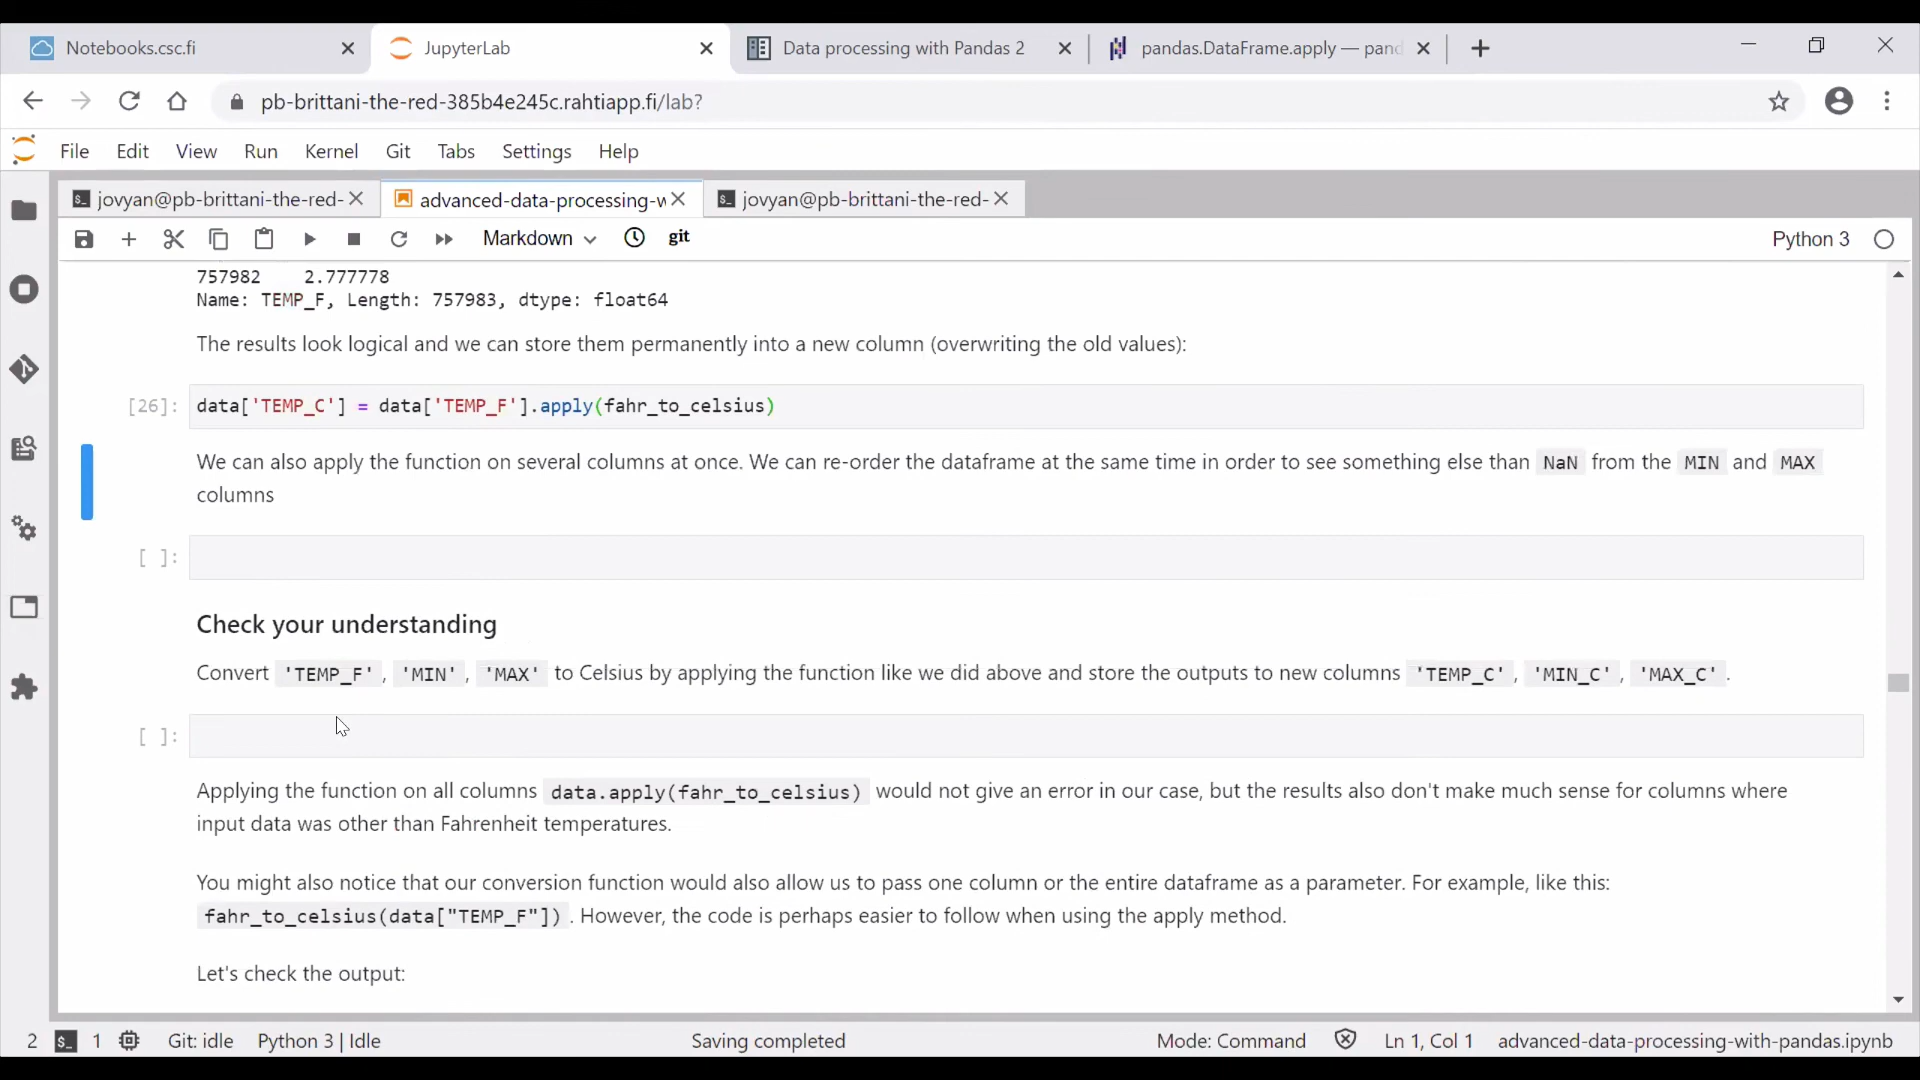 Notebooks.csc.fi
JupyterLab
Data processing with Pandas 2
pandas.DataFrame.apply — pand
pb-brittani-the-red-385b4e245c.rahtiapp.fi/lab?
File Edit View Run Kernel Git Tabs Settings Help
jovyan@pb-brittani-the-red-
advanced-data-processing-w
jovyan@pb-brittani-the-red-
Markdown
git
Python 3
757982    2.777778
Name: TEMP_F, Length: 757983, dtype: float64
The results look logical and we can store them permanently into a new column (overwriting the old values):
[26]: data['TEMP_C'] = data['TEMP_F'].apply(fahr_to_celsius)
We can also apply the function on several columns at once. We can re-order the dataframe at the same time in order to see something else than NaN from the MIN and MAX
columns
[ ]:
Check your understanding
Convert 'TEMP_F', 'MIN', 'MAX' to Celsius by applying the function like we did above and store the outputs to new columns 'TEMP_C', 'MIN_C', 'MAX_C'.
[ ]:
Applying the function on all columns data.apply(fahr_to_celsius) would not give an error in our case, but the results also don't make much sense for columns where
input data was other than Fahrenheit temperatures.
You might also notice that our conversion function would also allow us to pass one column or the entire dataframe as a parameter. For example, like this:
fahr_to_celsius(data["TEMP_F"]). However, the code is perhaps easier to follow when using the apply method.
Let's check the output:
2 $_ 1 Git: idle Python 3 | Idle Saving completed Mode: Command Ln 1, Col 1 advanced-data-processing-with-pandas.ipynb